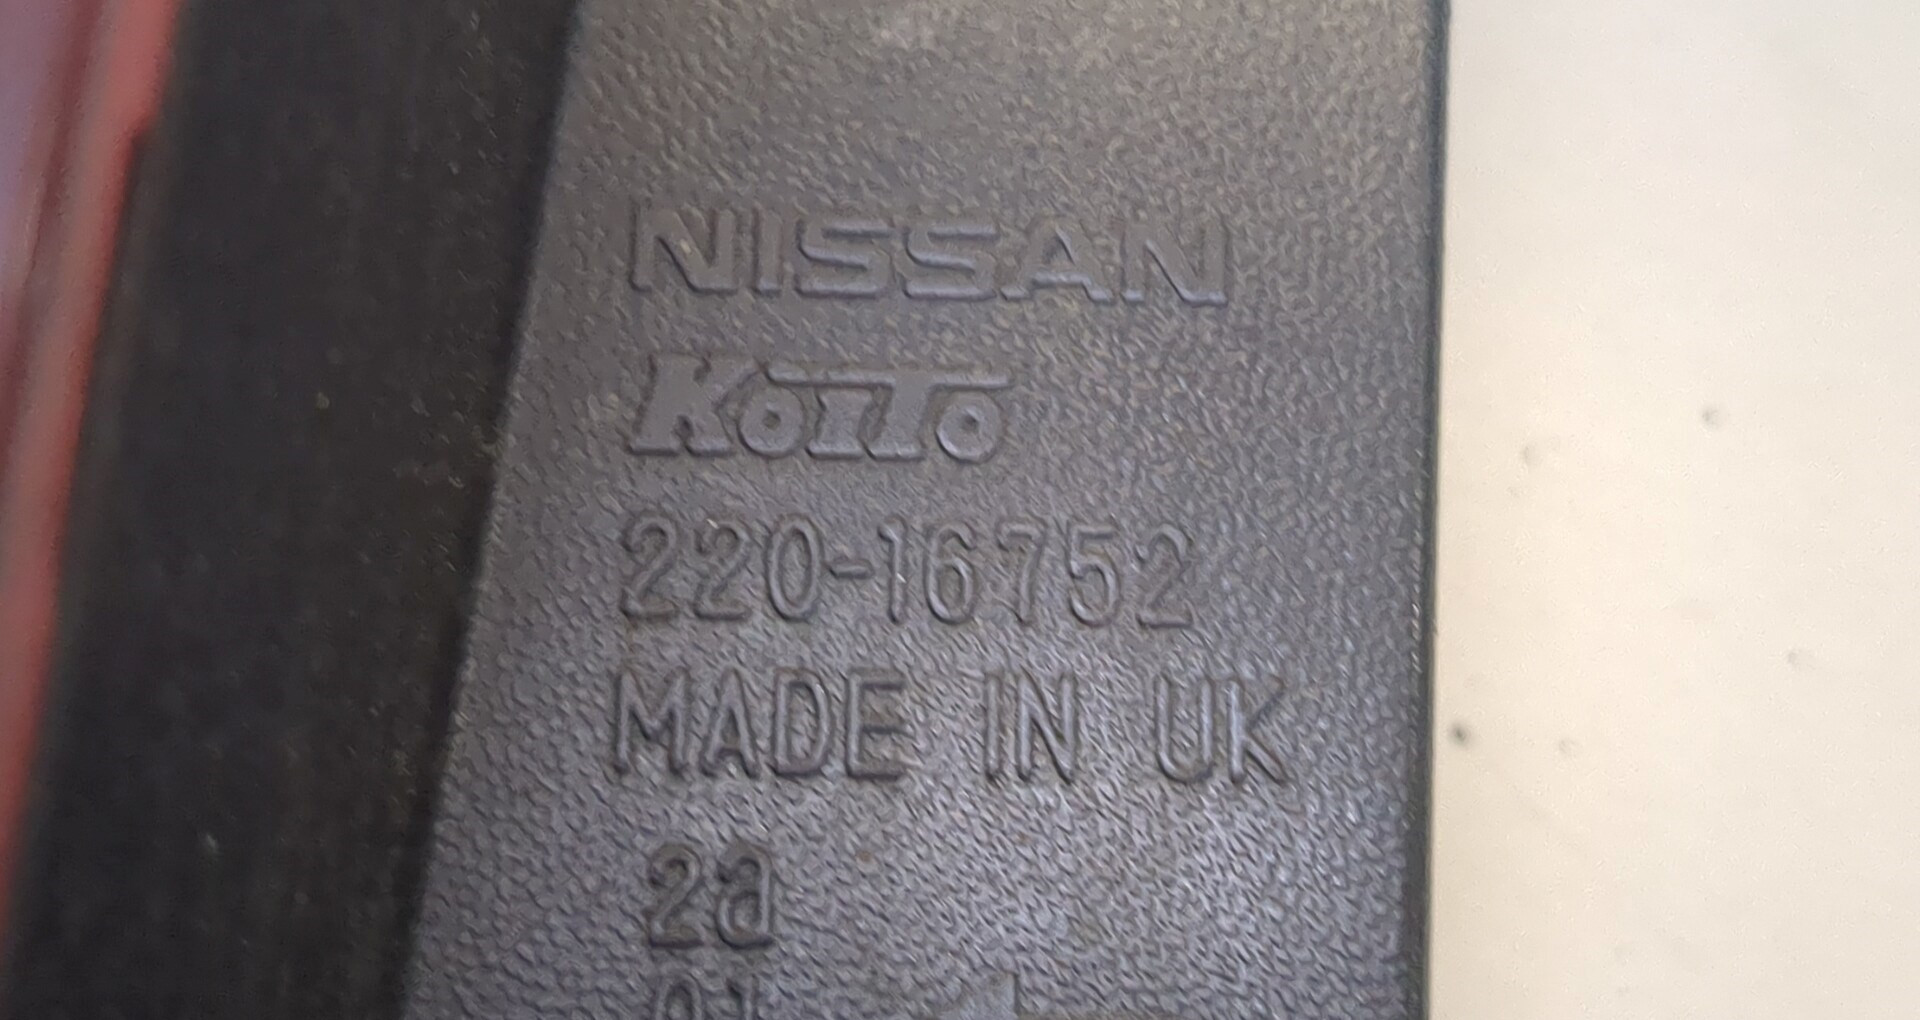 NISSAN
KOITO
220-16752
MADE IN UK
2a